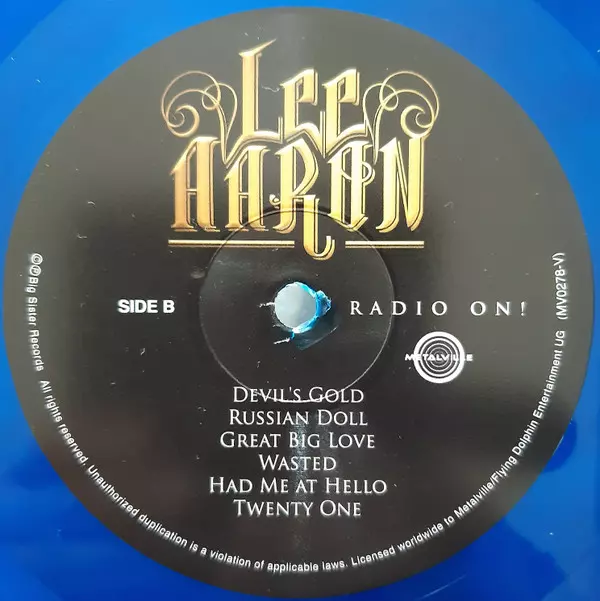 Lee
AARON
SIDE B
RADIO ON!
METALVILLE
DEVIL'S GOLD
RUSSIAN DOLL
GREAT BIG LOVE
WASTED
HAD ME AT HELLO
TWENTY ONE
©℗Big Sister Records   All rights reserved. Unauthorized duplication is a violation of applicable laws. Licensed worldwide to Metalville/Flying Dolphin Entertainment UG   (MV0278-V)